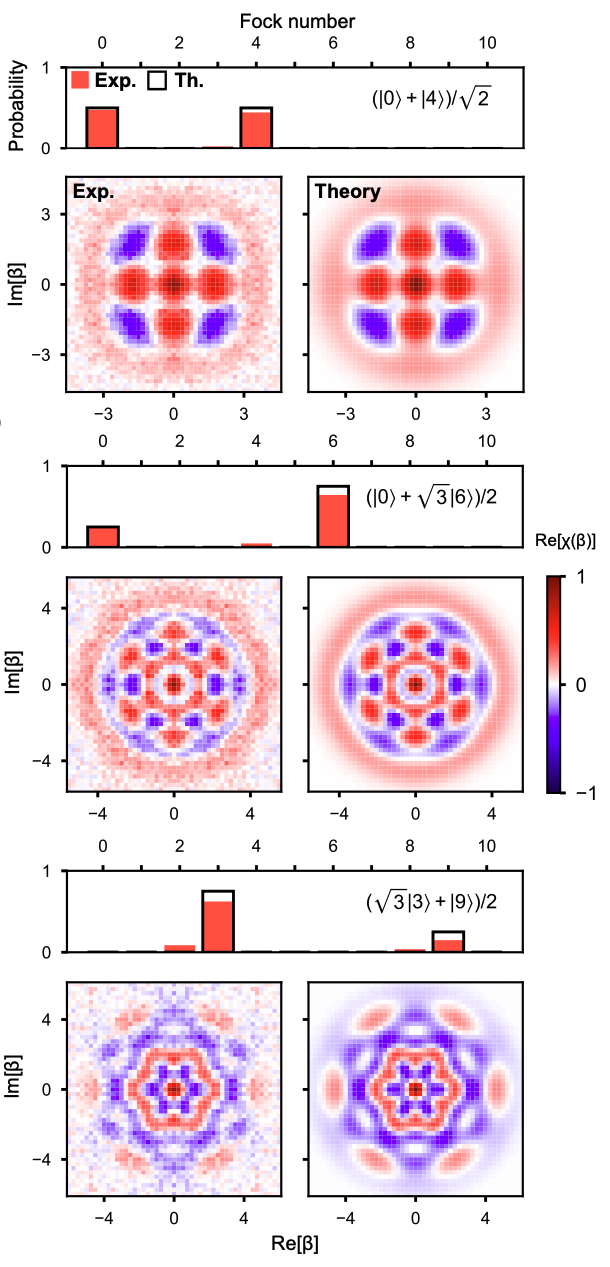 Fock number
0 2 4 6 8 10
Probability
1
0
Exp. Th.
(|0⟩ + |4⟩)/√2
Exp. Theory
Im[β]
3
0
−3
−3 0 3 −3 0 3
0 2 4 6 8 10
1
0
(|0⟩ + √3|6⟩)/2
Re[χ(β)]
1
0
−1
Im[β]
4
0
−4
−4 0 4 −4 0 4
0 2 4 6 8 10
1
0
(√3|3⟩ + |9⟩)/2
Im[β]
4
0
−4
−4 0 4 −4 0 4
Re[β]